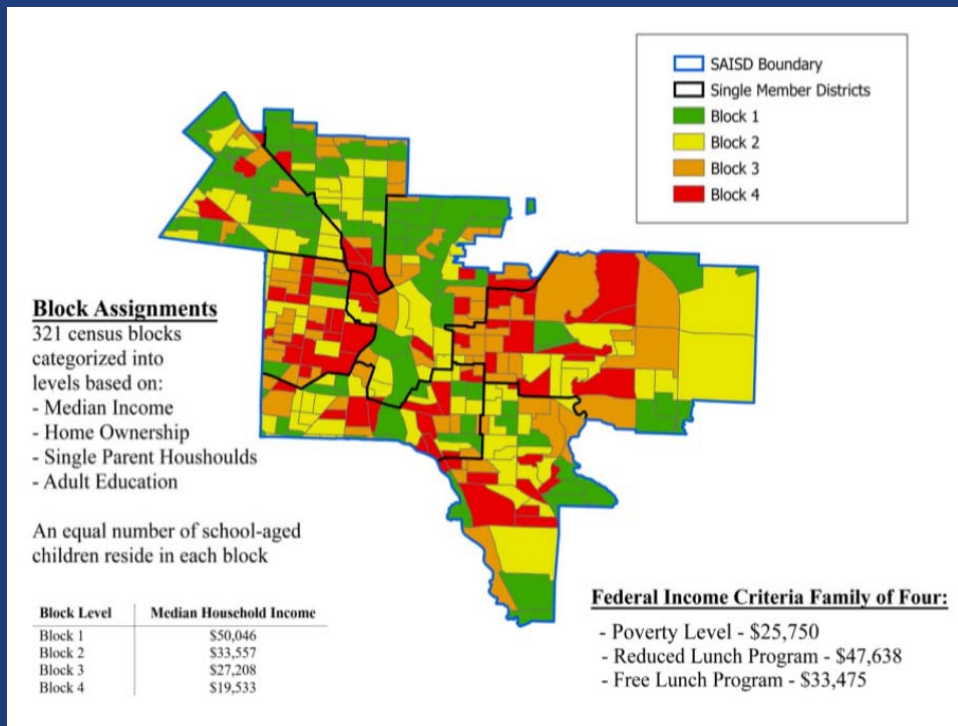 SAISD Boundary
Single Member Districts
Block 1
Block 2
Block 3
Block 4
Block Assignments
321 census blocks
categorized into
levels based on:
- Median Income
- Home Ownership
- Single Parent Houshoulds
- Adult Education
An equal number of school-aged
children reside in each block
Block Level Median Household Income
Block 1 $50,046
Block 2 $33,557
Block 3 $27,208
Block 4 $19,533
Federal Income Criteria Family of Four:
- Poverty Level - $25,750
- Reduced Lunch Program - $47,638
- Free Lunch Program - $33,475